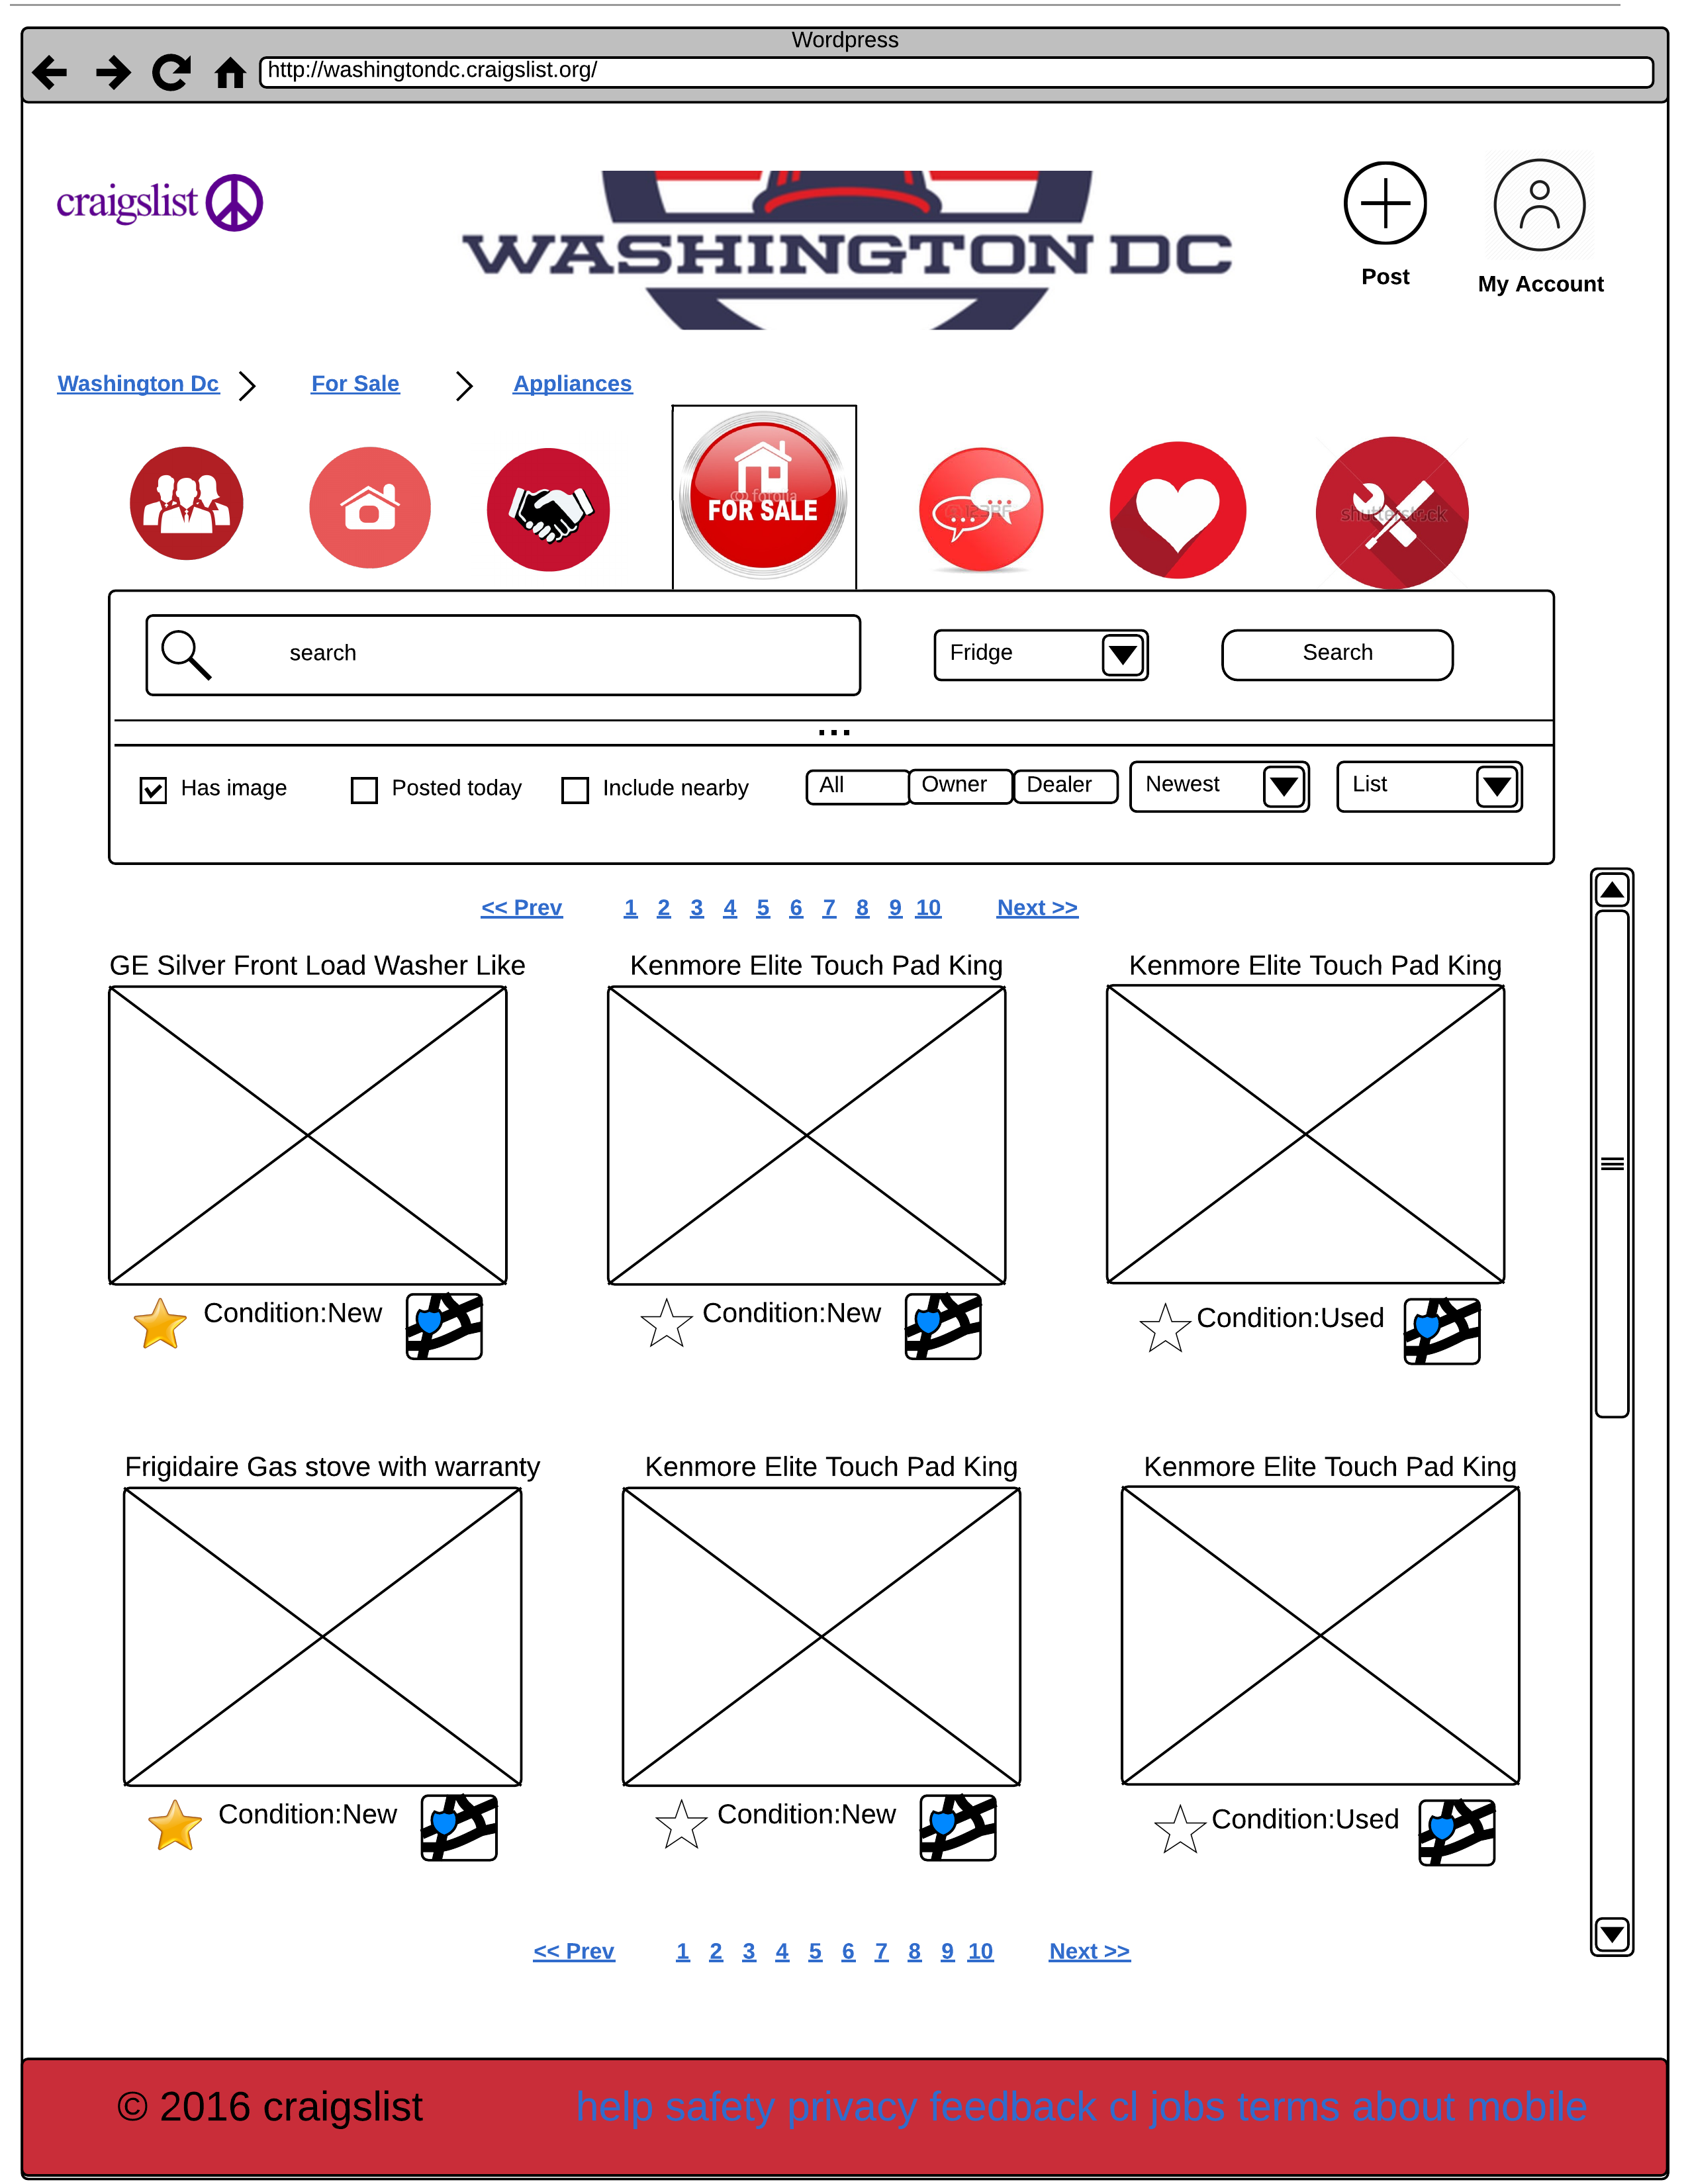 Wordpress
http://washingtondc.craigslist.org/
craigslist
WASHINGTON DC
Post
My Account
Washington Dc
For Sale
Appliances
FOR SALE
fotolia
123RF
shutterstock
search
Fridge
Search
...
Has image
Posted today
Include nearby
All
Owner
Dealer
Newest
List
<< Prev 1 2 3 4 5 6 7 8 9 10 Next >>
GE Silver Front Load Washer Like
Kenmore Elite Touch Pad King
Kenmore Elite Touch Pad King
Condition:New
Condition:New
Condition:Used
Frigidaire Gas stove with warranty
Kenmore Elite Touch Pad King
Kenmore Elite Touch Pad King
Condition:New
Condition:New
Condition:Used
<< Prev 1 2 3 4 5 6 7 8 9 10 Next >>
© 2016 craigslist
help safety privacy feedback cl jobs terms about mobile